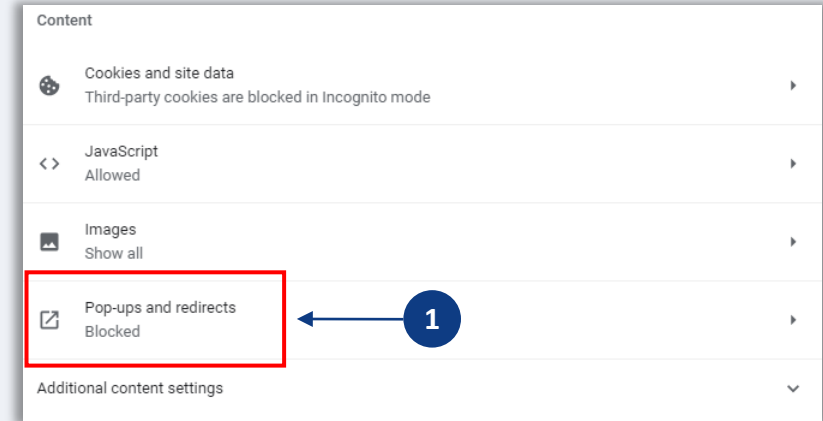 Content
Cookies and site data
Third-party cookies are blocked in Incognito mode
JavaScript
Allowed
Images
Show all
Pop-ups and redirects
Blocked
1
Additional content settings